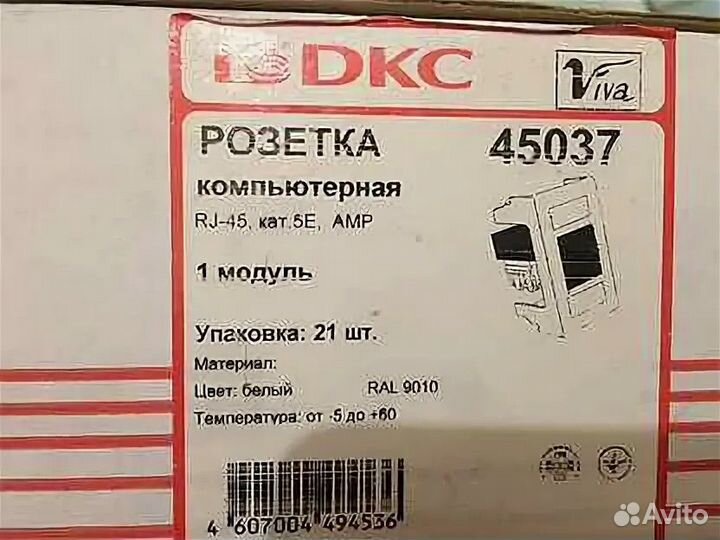 DKC
Viva
РОЗЕТКА 45037
компьютерная
RJ-45, кат.5E, AMP
1 модуль
Упаковка: 21 шт.
Материал:
Цвет: белый RAL 9010
Температура: от -5 до +60
4 607004 494536
Avito